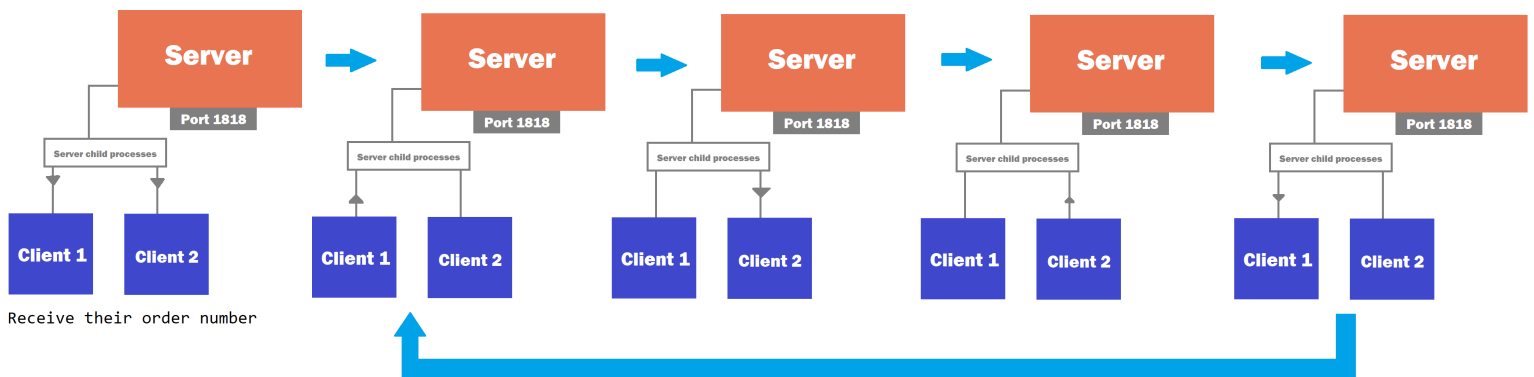 Server
Port 1818
Server child processes
Client 1
Client 2
Receive their order number
Server
Port 1818
Server child processes
Client 1
Client 2
Server
Port 1818
Server child processes
Client 1
Client 2
Server
Port 1818
Server child processes
Client 1
Client 2
Server
Port 1818
Server child processes
Client 1
Client 2